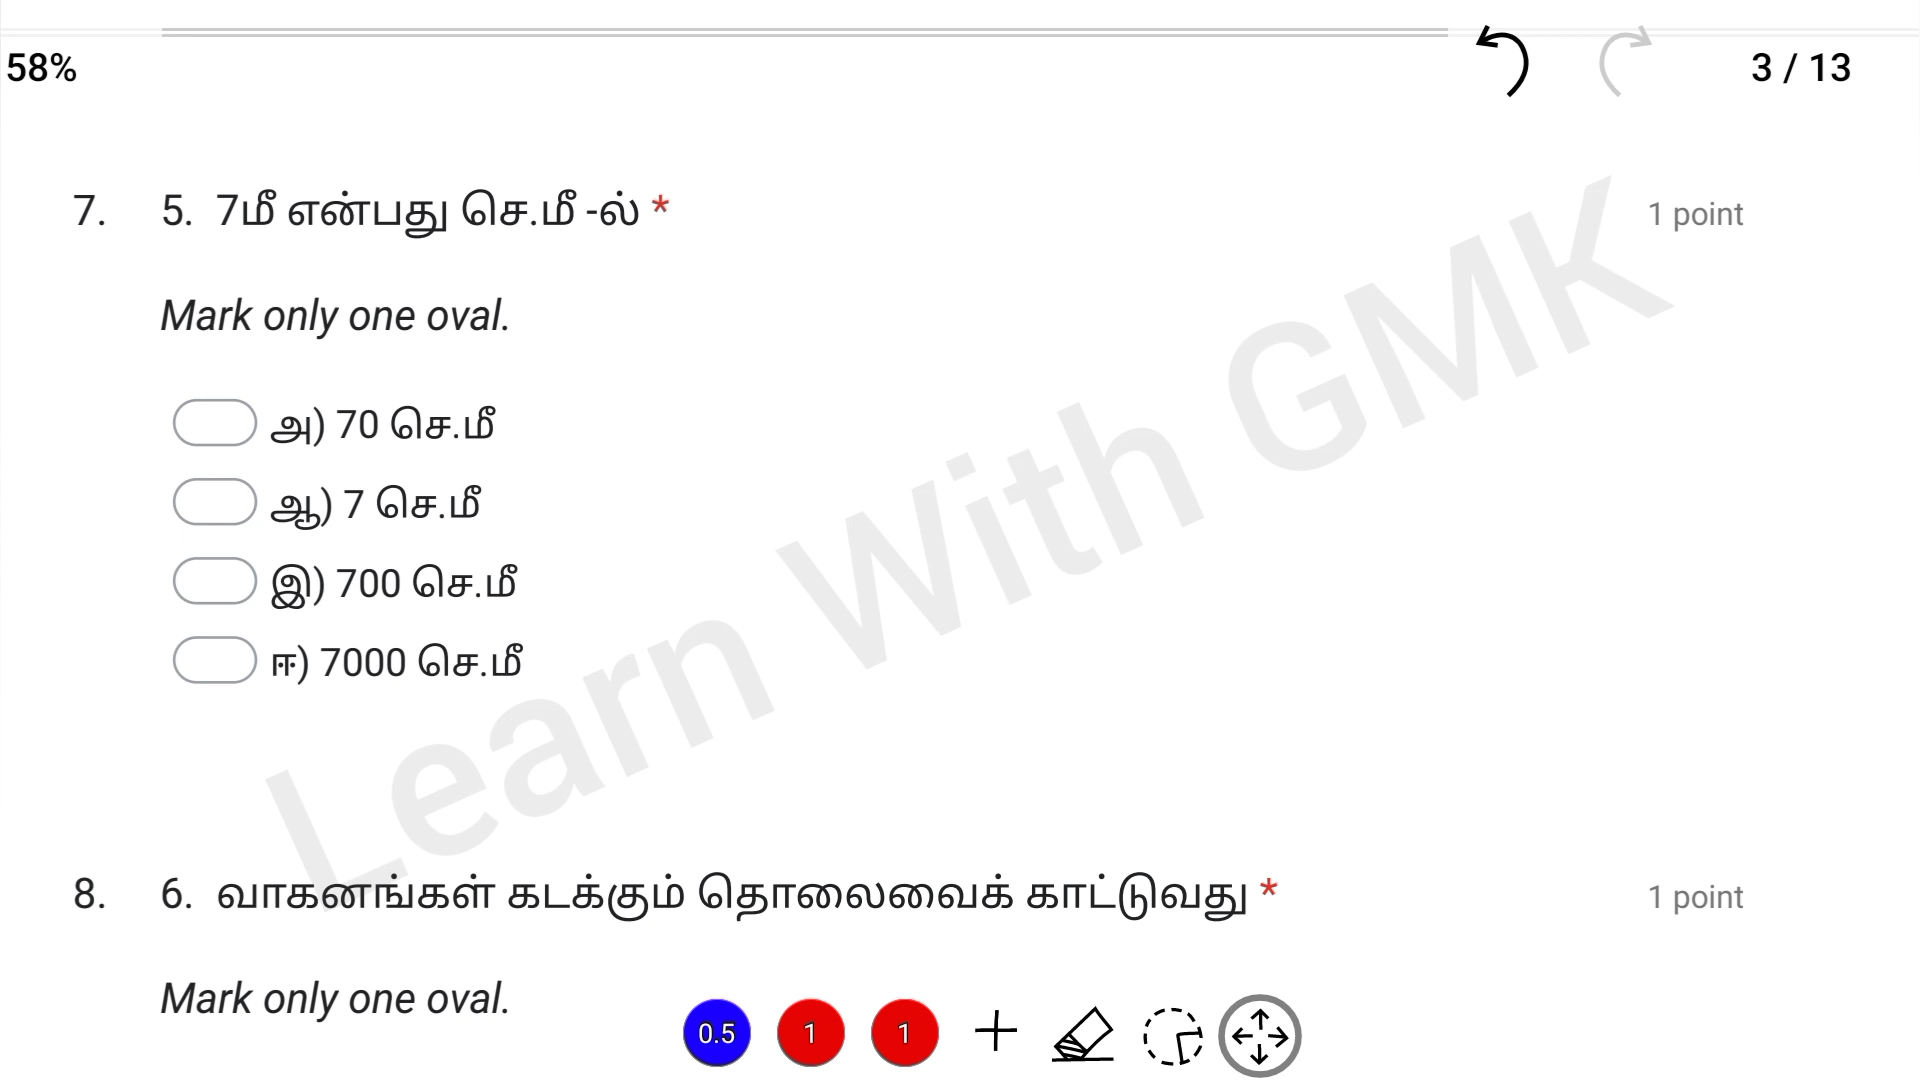 58%
3 / 13
7. 5. 7மீ என்பது செ.மீ -ல் *
1 point
Mark only one oval.
அ) 70 செ.மீ
ஆ) 7 செ.மீ
இ) 700 செ.மீ
ஈ) 7000 செ.மீ
Learn With GMK
8. 6. வாகனங்கள் கடக்கும் தொலைவைக் காட்டுவது *
1 point
Mark only one oval.
0.5 1 1